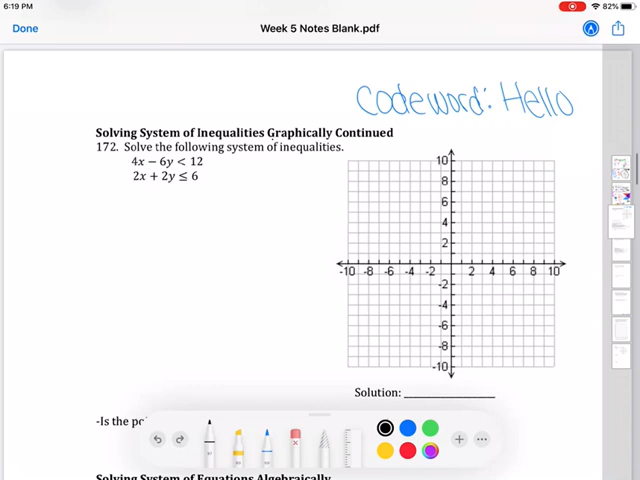 6:19 PM
82%
Done
Week 5 Notes Blank.pdf
Codeword: Hello
Solving System of Inequalities Graphically Continued
172. Solve the following system of inequalities.
4x − 6y < 12
2x + 2y ≤ 6
10
8
6
4
2
-10 -8 -6 -4 -2 2 4 6 8 10
-2
-4
-6
-8
-10
Solution: ________________
-Is the
Solving System of Equations Algebraically